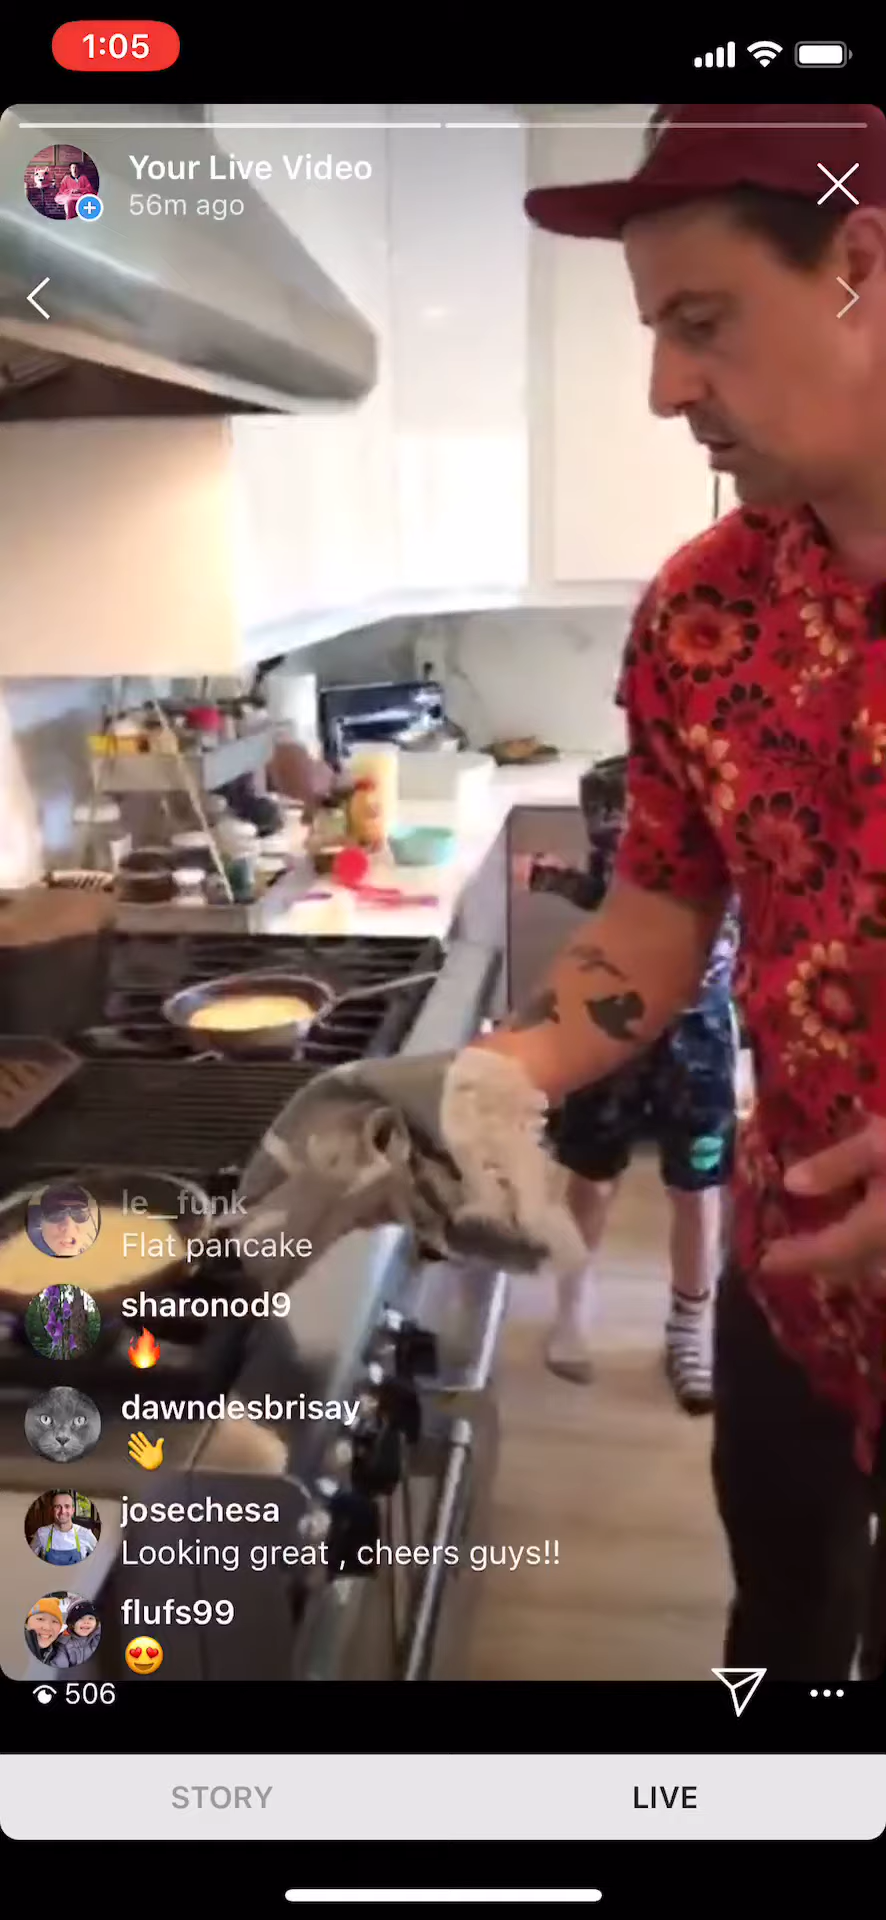 1:05
Your Live Video
56m ago
le__funk
Flat pancake
sharonod9
🔥
dawndesbrisay
👋
josechesa
Looking great , cheers guys!!
flufs99
😍
506
STORY
LIVE